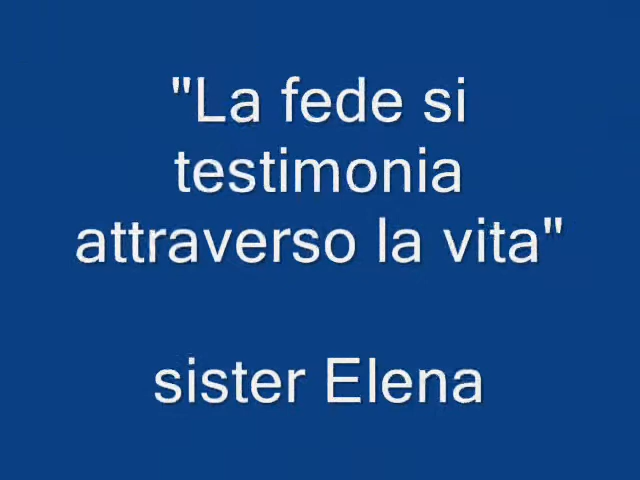 "La fede si
testimonia
attraverso la vita"
sister Elena